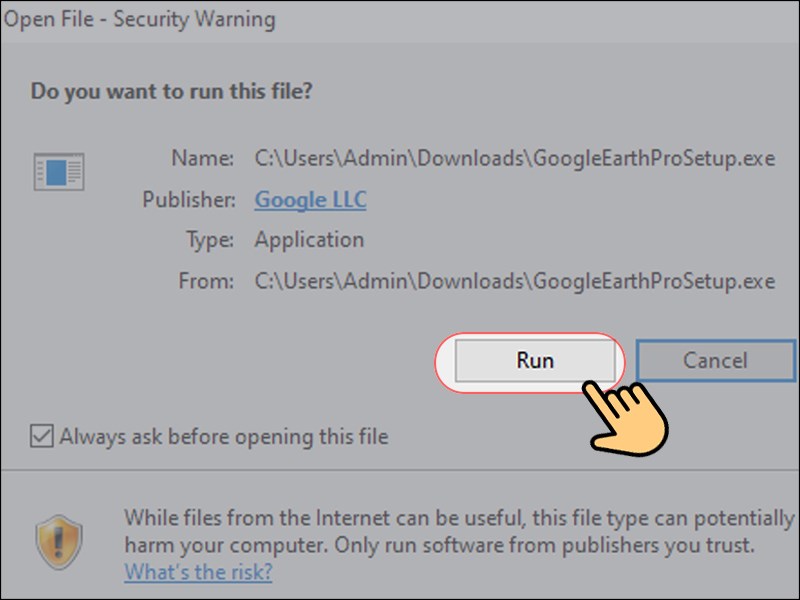 Open File - Security Warning
Do you want to run this file?
Name: C:\Users\Admin\Downloads\GoogleEarthProSetup.exe
Publisher: Google LLC
Type: Application
From: C:\Users\Admin\Downloads\GoogleEarthProSetup.exe
Run Cancel
Always ask before opening this file
While files from the Internet can be useful, this file type can potentially
harm your computer. Only run software from publishers you trust.
What's the risk?